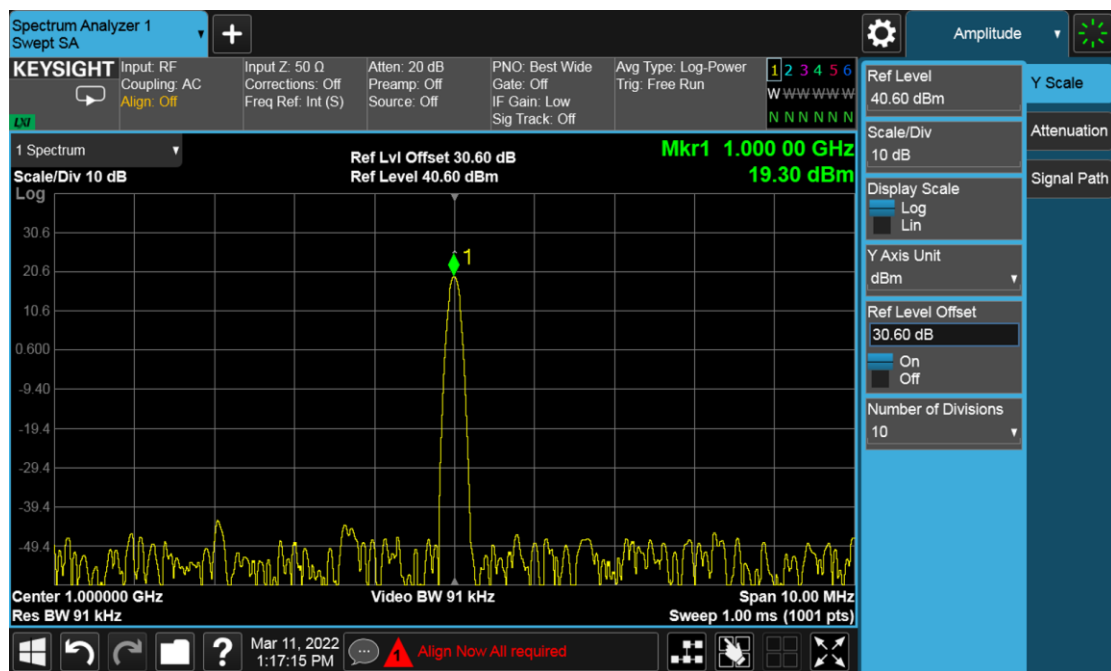 Spectrum Analyzer 1
Swept SA
+
Amplitude
KEYSIGHT
Input: RF
Coupling: AC
Align: Off
Input Z: 50 Ω
Corrections: Off
Freq Ref: Int (S)
Atten: 20 dB
Preamp: Off
Source: Off
PNO: Best Wide
Gate: Off
IF Gain: Low
Sig Track: Off
Avg Type: Log-Power
Trig: Free Run
1 2 3 4 5 6
W W W W W W
N N N N N N
LXI
1 Spectrum
Scale/Div 10 dB
Ref Lvl Offset 30.60 dB
Ref Level 40.60 dBm
Mkr1 1.000 00 GHz
19.30 dBm
Log
30.6
20.6
10.6
0.600
-9.40
-19.4
-29.4
-39.4
-49.4
1
Center 1.000000 GHz
Res BW 91 kHz
Video BW 91 kHz
Span 10.00 MHz
Sweep 1.00 ms (1001 pts)
Ref Level
40.60 dBm
Scale/Div
10 dB
Display Scale
Log
Lin
Y Axis Unit
dBm
Ref Level Offset
30.60 dB
On
Off
Number of Divisions
10
Y Scale
Attenuation
Signal Path
?
Mar 11, 2022
1:17:15 PM
1
Align Now All required